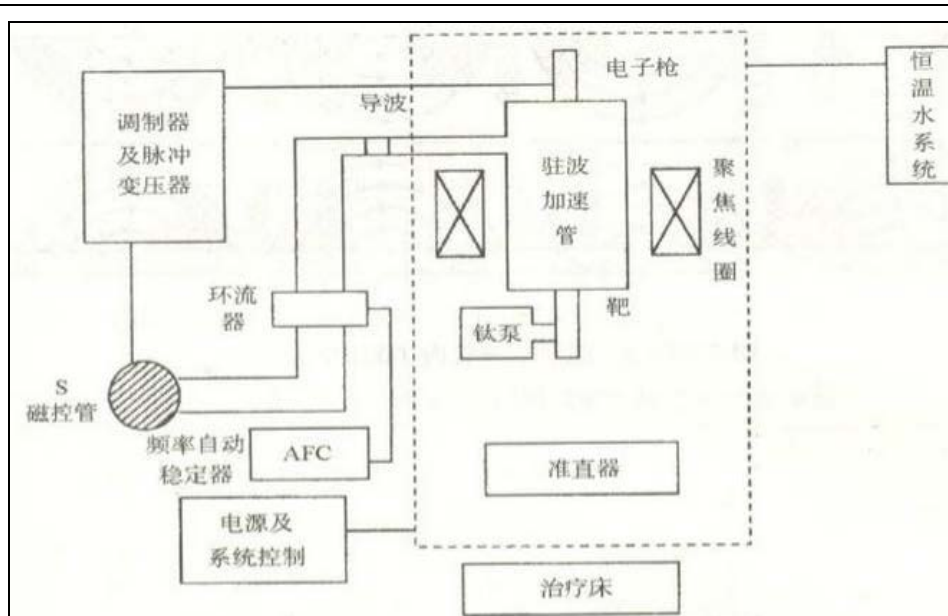 电子枪
恒
温
水
系
统
导波
调制器
及脉冲
变压器
驻波
加速
管
聚
焦
线
圈
环流
器
靶
钛泵
S
磁控管
频率自动
稳定器
AFC
准直器
电源及
系统控制
治疗床